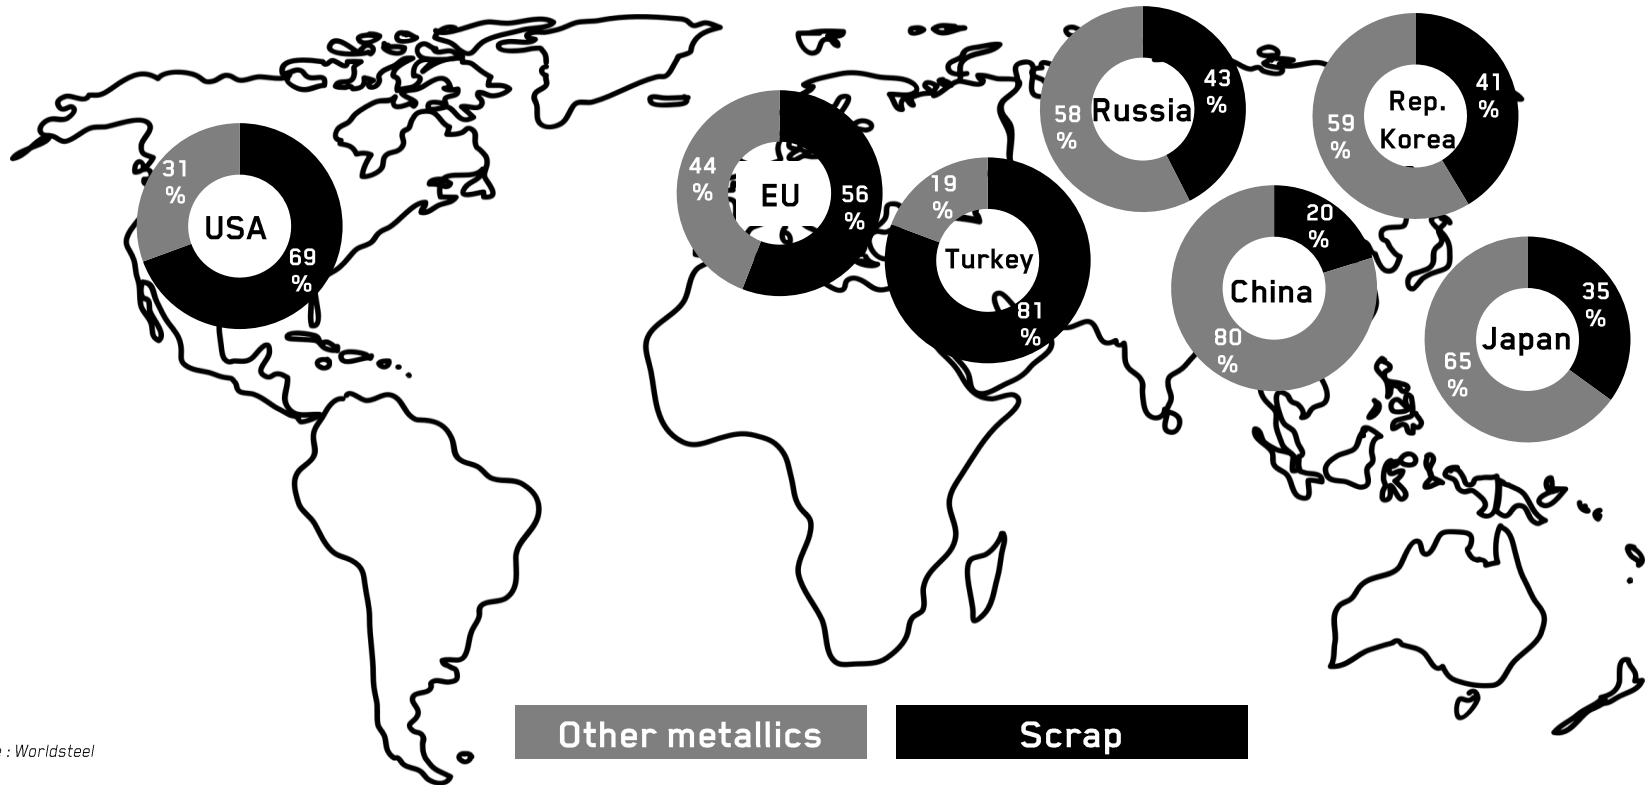 31
%
USA
69
%
44
%
EU
56
%
19
%
Turkey
81
%
43
%
Russia
58
%
41
%
Rep.
Korea
59
%
20
%
China
80
%
35
%
Japan
65
%
Other metallics
Scrap
: Worldsteel